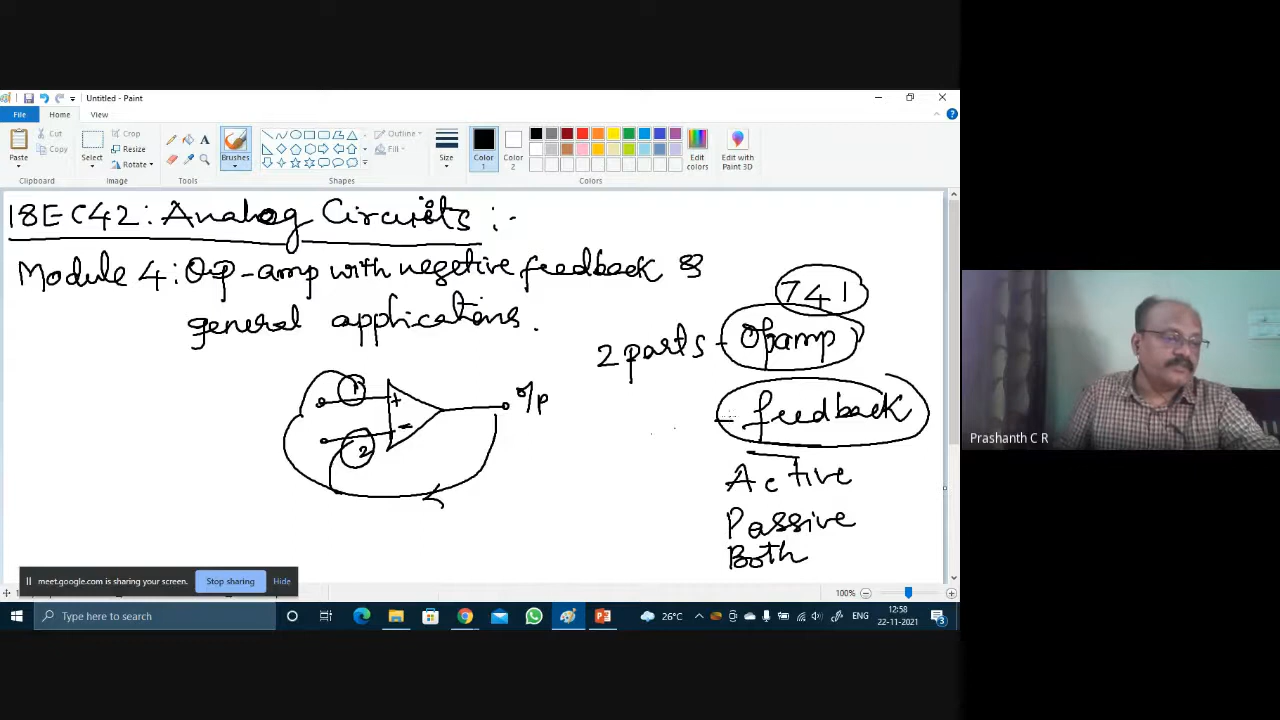 Untitled - Paint
File Home View
Paste
Cut
Copy
Clipboard
Select
Crop
Resize
Rotate
Image
A
Tools
Brushes
Outline
Fill
Shapes
Size
Color 1
Color 2
Edit colors
Edit with Paint 3D
Colors
18EC42: Analog Circuits :-
Module 4: Op-amp with negetive feedback &
general applications.
741
2 parts - Opamp
- feedback
Active
Passive
Both
1
+
-
2
o/p
Prashanth C R
meet.google.com is sharing your screen. Stop sharing Hide
100%
Type here to search
26°C ENG
12:58
22-11-2021
3